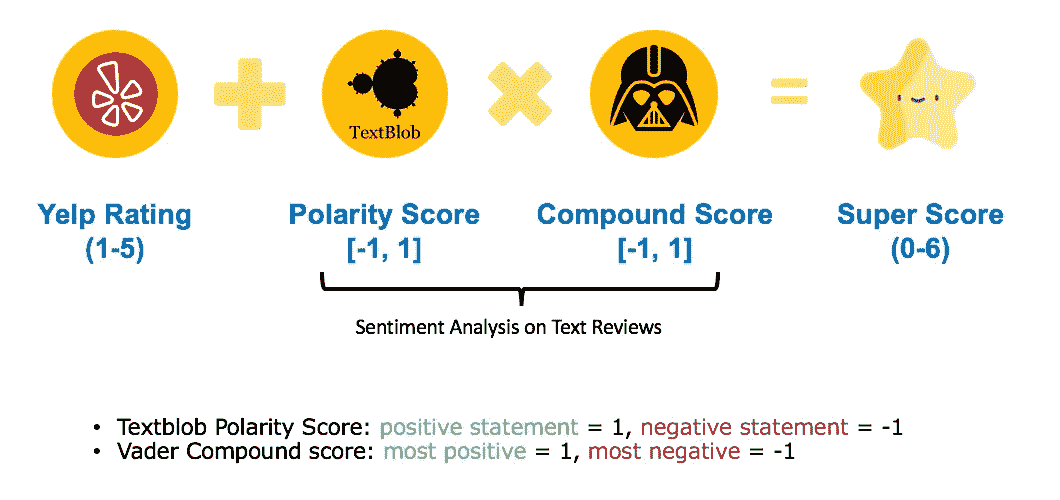 TextBlob
Yelp Rating
(1-5)
Polarity Score
[-1, 1]
Compound Score
[-1, 1]
Super Score
(0-6)
Sentiment Analysis on Text Reviews
• Textblob Polarity Score: positive statement = 1, negative statement = -1
• Vader Compound score: most positive = 1, most negative = -1